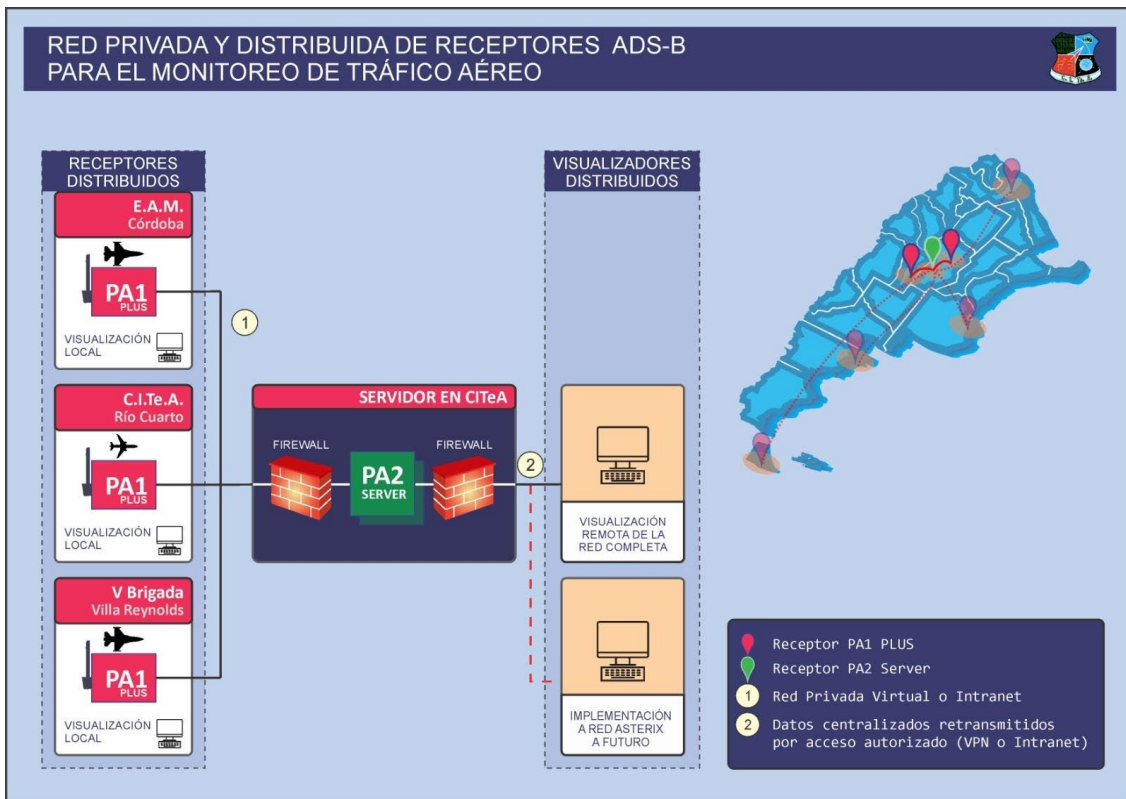 RED PRIVADA Y DISTRIBUIDA DE RECEPTORES ADS-B
PARA EL MONITOREO DE TRÁFICO AÉREO
RECEPTORES
DISTRIBUIDOS
E.A.M.
Córdoba
PA1
PLUS
VISUALIZACIÓN
LOCAL
C.I.Te.A.
Río Cuarto
PA1
PLUS
VISUALIZACIÓN
LOCAL
V Brigada
Villa Reynolds
PA1
PLUS
VISUALIZACIÓN
LOCAL
1
SERVIDOR EN CITeA
FIREWALL
PA2
SERVER
FIREWALL
2
VISUALIZADORES
DISTRIBUIDOS
VISUALIZACIÓN
REMOTA DE LA
RED COMPLETA
IMPLEMENTACIÓN
A RED ASTERIX
A FUTURO
Receptor PA1 PLUS
Receptor PA2 Server
1 Red Privada Virtual o Intranet
2 Datos centralizados retransmitidos
por acceso autorizado (VPN o Intranet)